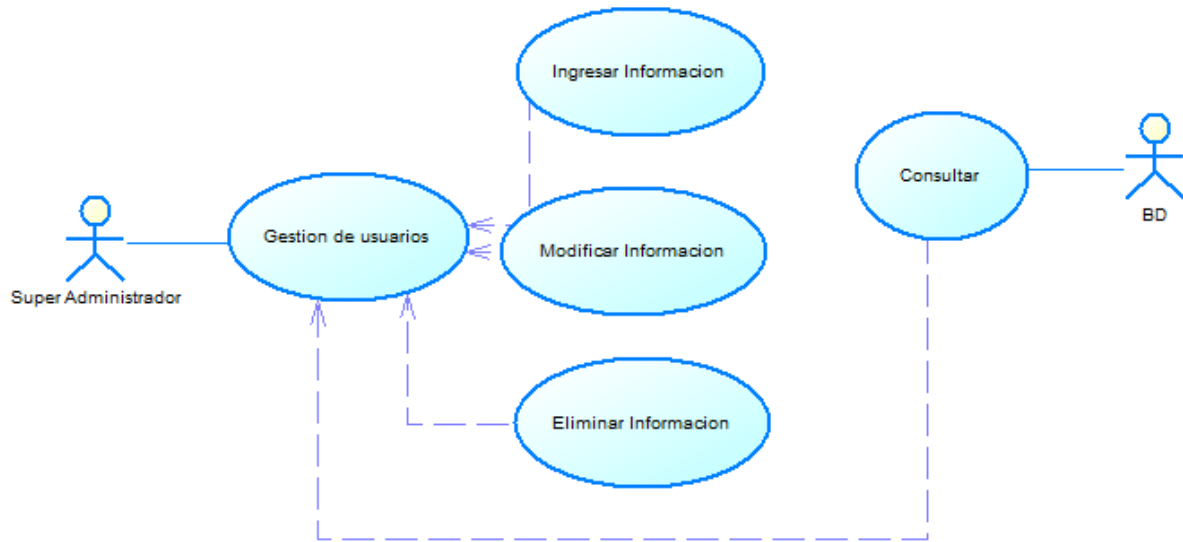 Ingresar Informacion
Consultar
BD
Gestion de usuarios
Modificar Informacion
Super Administrador
Eliminar Informacion